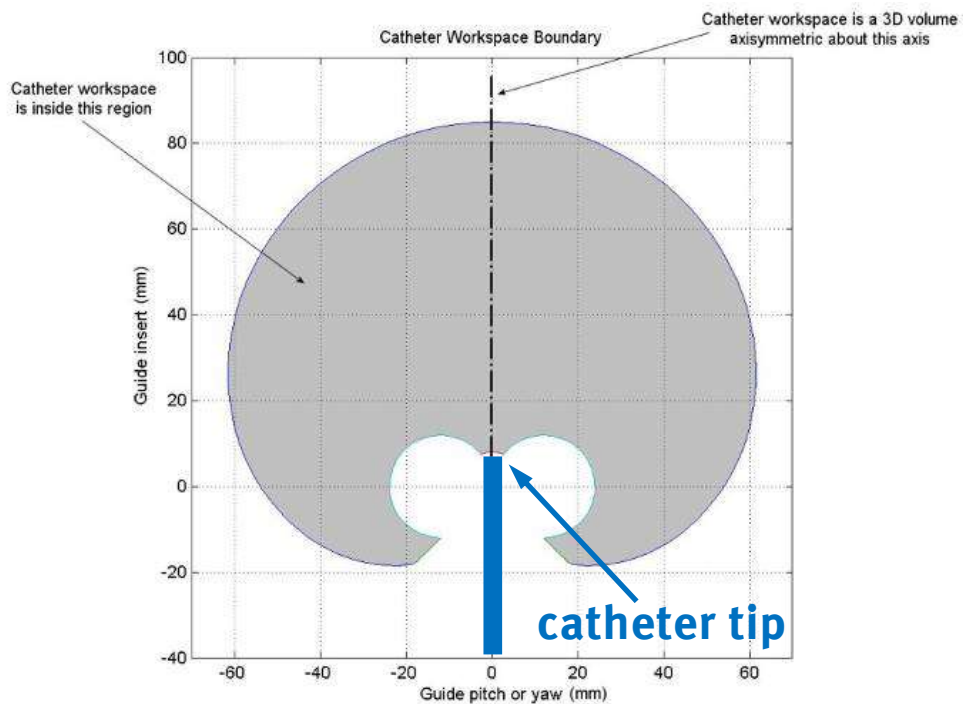 Catheter workspace is a 3D volume
axisymmetric about this axis
Catheter Workspace Boundary
Catheter workspace
is inside this region
Guide insert (mm)
100
80
60
40
20
0
-20
-40
catheter tip
-60
-40
-20
0
20
40
60
Guide pitch or yaw (mm)